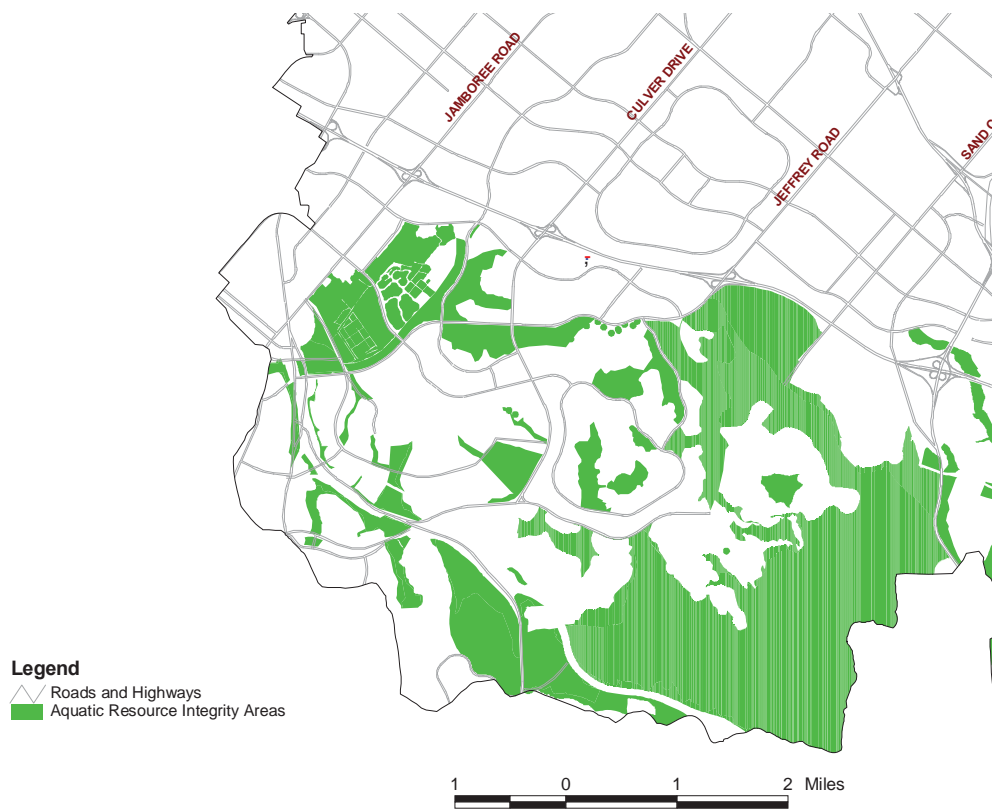 JAMBOREE ROAD
CULVER DRIVE
JEFFREY ROAD
SAND
Legend
Roads and Highways
Aquatic Resource Integrity Areas
1 0 1 2 Miles